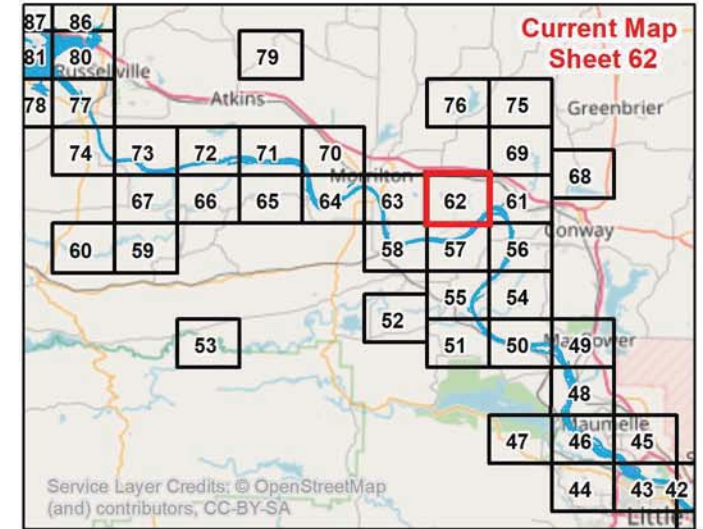 87 86
Current Map
Sheet 62
81 80
79
Russellville
78 77
Atkins
76 75
Greenbrier
74 73 72 71 70
69
68
Morrilton
67 66 65 64 63 62 61
Conway
60 59
58 57 56
55 54
52
53
51 50 49
48
Maumelle
47 46 45
Service Layer Credits: © OpenStreetMap
(and) contributors, CC-BY-SA
44 43 42
Little